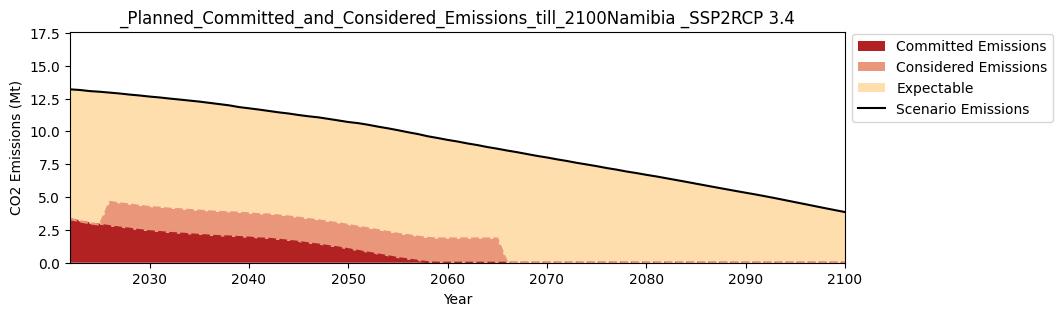 _Planned_Committed_and_Considered_Emissions_till_2100Namibia _SSP2RCP 3.4
17.5
15.0
12.5
10.0
7.5
5.0
2.5
0.0
CO2 Emissions (Mt)
2030 2040 2050 2060 2070 2080 2090 2100
Year
Committed Emissions
Considered Emissions
Expectable
Scenario Emissions